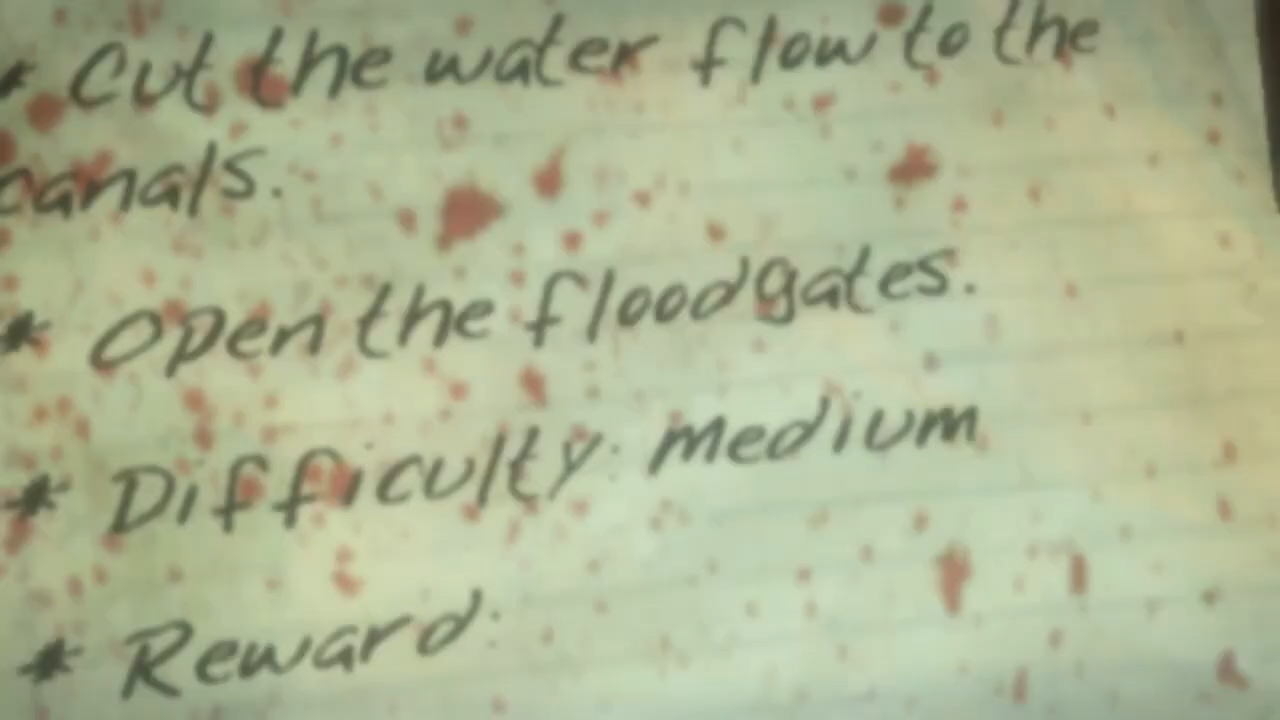 * Cut the water flow to the
canals.
* Open the floodgates.
* Difficulty: medium
* Reward: